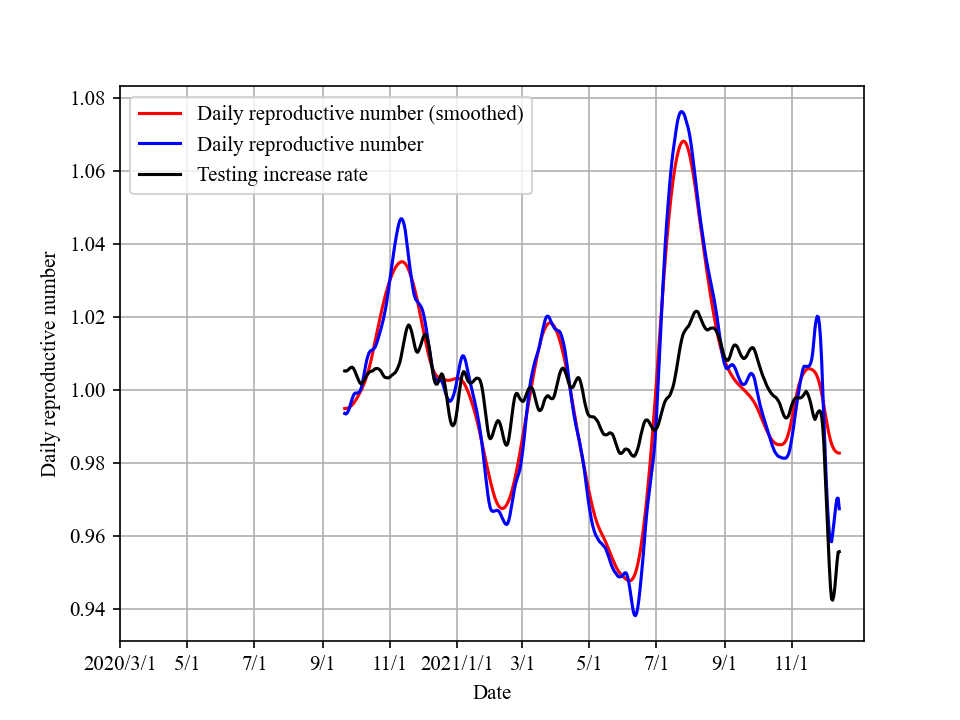 Daily reproductive number (smoothed)
Daily reproductive number
Testing increase rate
1.08
1.06
1.04
1.02
1.00
0.98
0.96
0.94
Daily reproductive number
2020/3/1 5/1 7/1 9/1 11/1 2021/1/1 3/1 5/1 7/1 9/1 11/1
Date